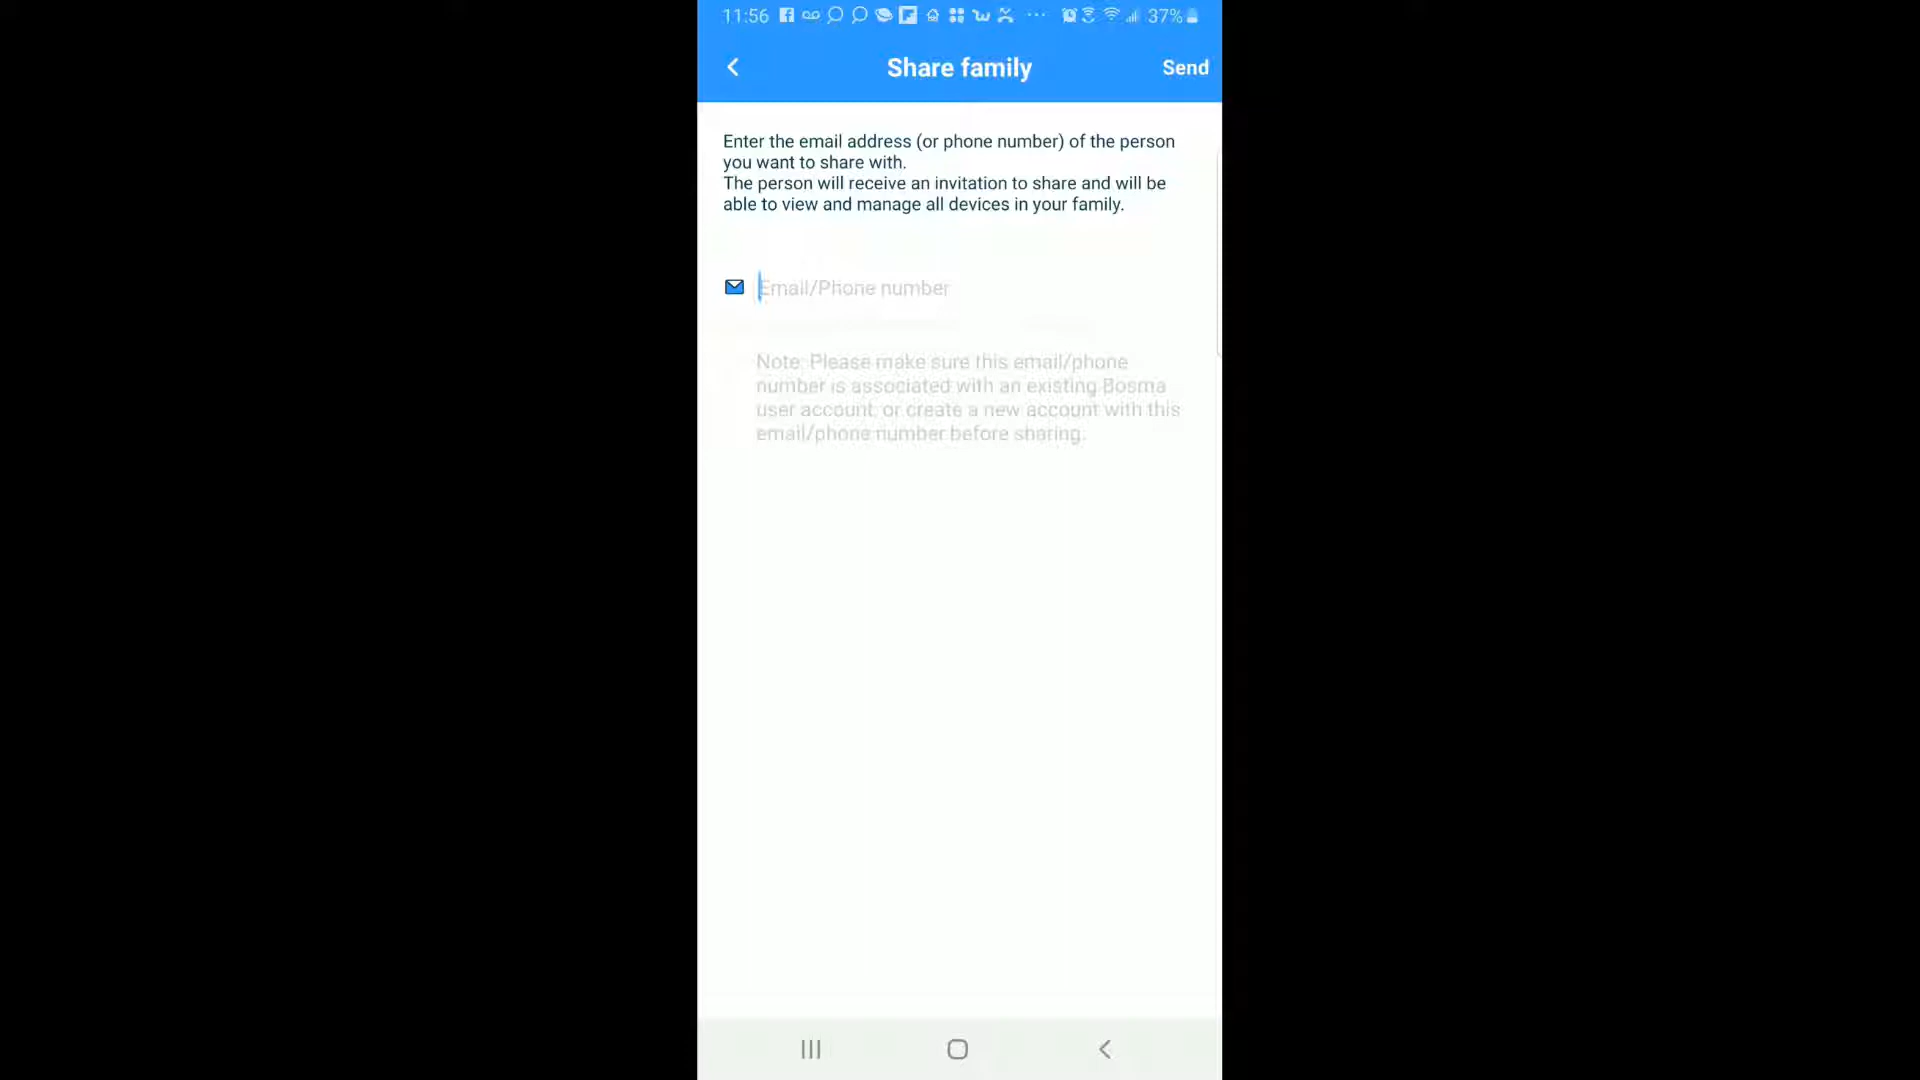 11:56 37%
Share family
Send
Enter the email address (or phone number) of the person
you want to share with.
The person will receive an invitation to share and will be
able to view and manage all devices in your family.
Email/Phone number
Note: Please make sure this email/phone
number is associated with an existing Bosma
user account, or create a new account with this
email/phone number before sharing.